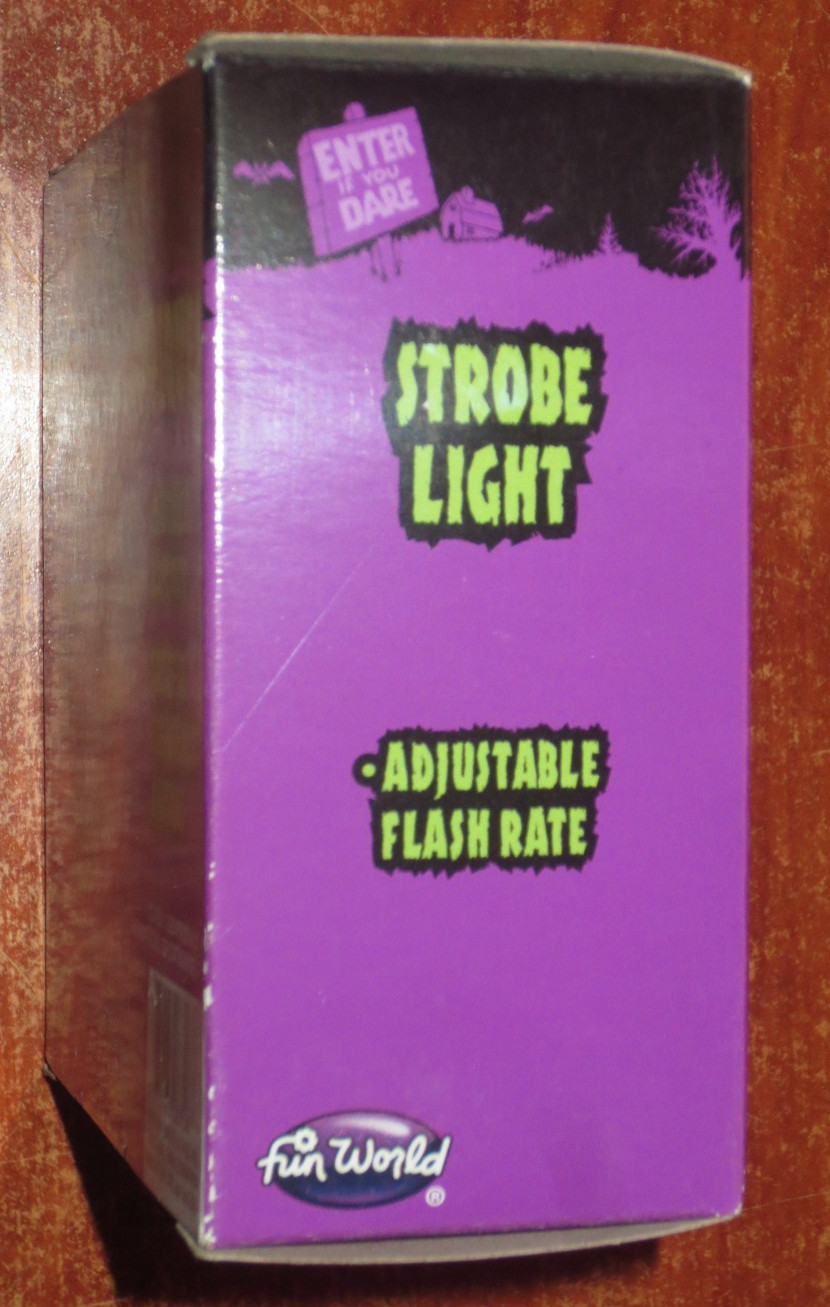 ENTER
IF YOU
DARE
STROBE
LIGHT
•ADJUSTABLE
FLASH RATE
fun World
®